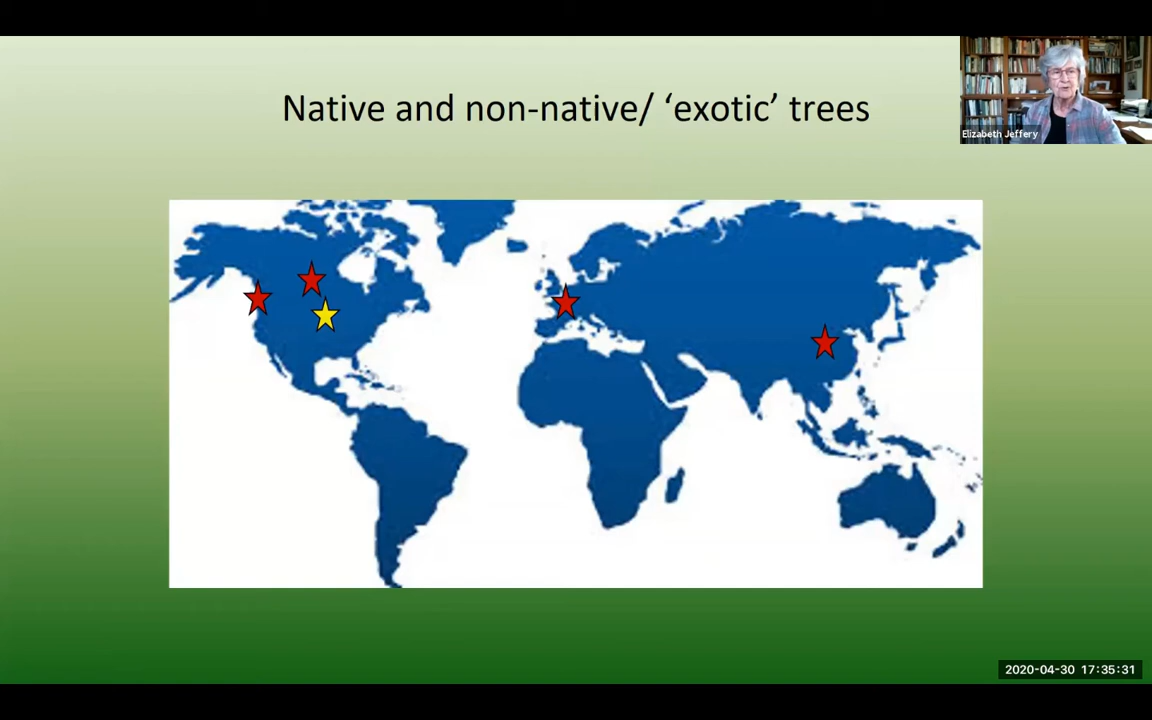 Native and non-native/ ‘exotic’ trees
Elizabeth Jeffery
2020-04-30 17:35:31